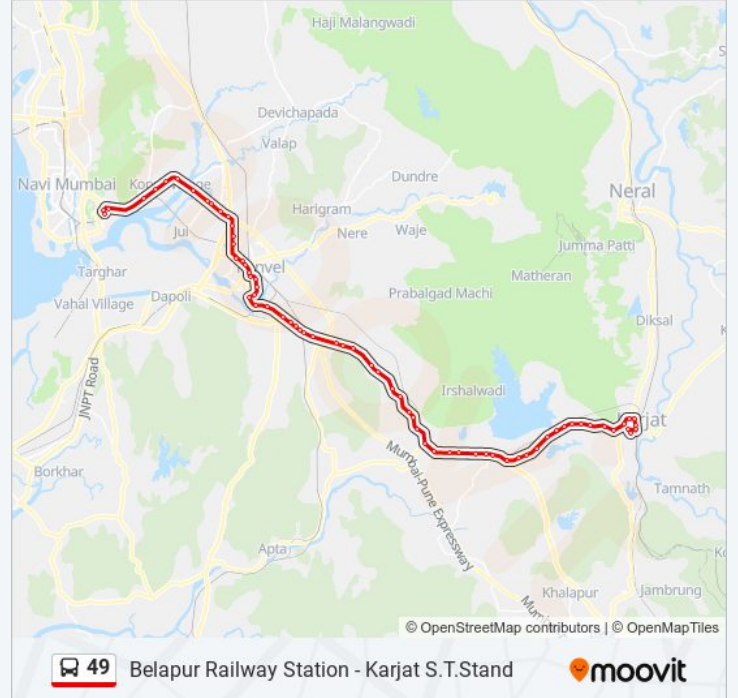 Haji Malangwadi
Devichapada
Valap
Navi Mumbai
Dundre
Neral
Harigram
Jui
Nere
Waje
Jumma Patti
Targhar
Matheran
Vahal Village
Dapoli
Prabalgad Machi
Diksal
JNPT Road
Irshalwadi
Mumbai-Pune Expressway
Borkhar
Tamnath
Apta
Khalapur
Jambrung
© OpenStreetMap contributors | © OpenMapTiles
49 Belapur Railway Station - Karjat S.T.Stand
moovit